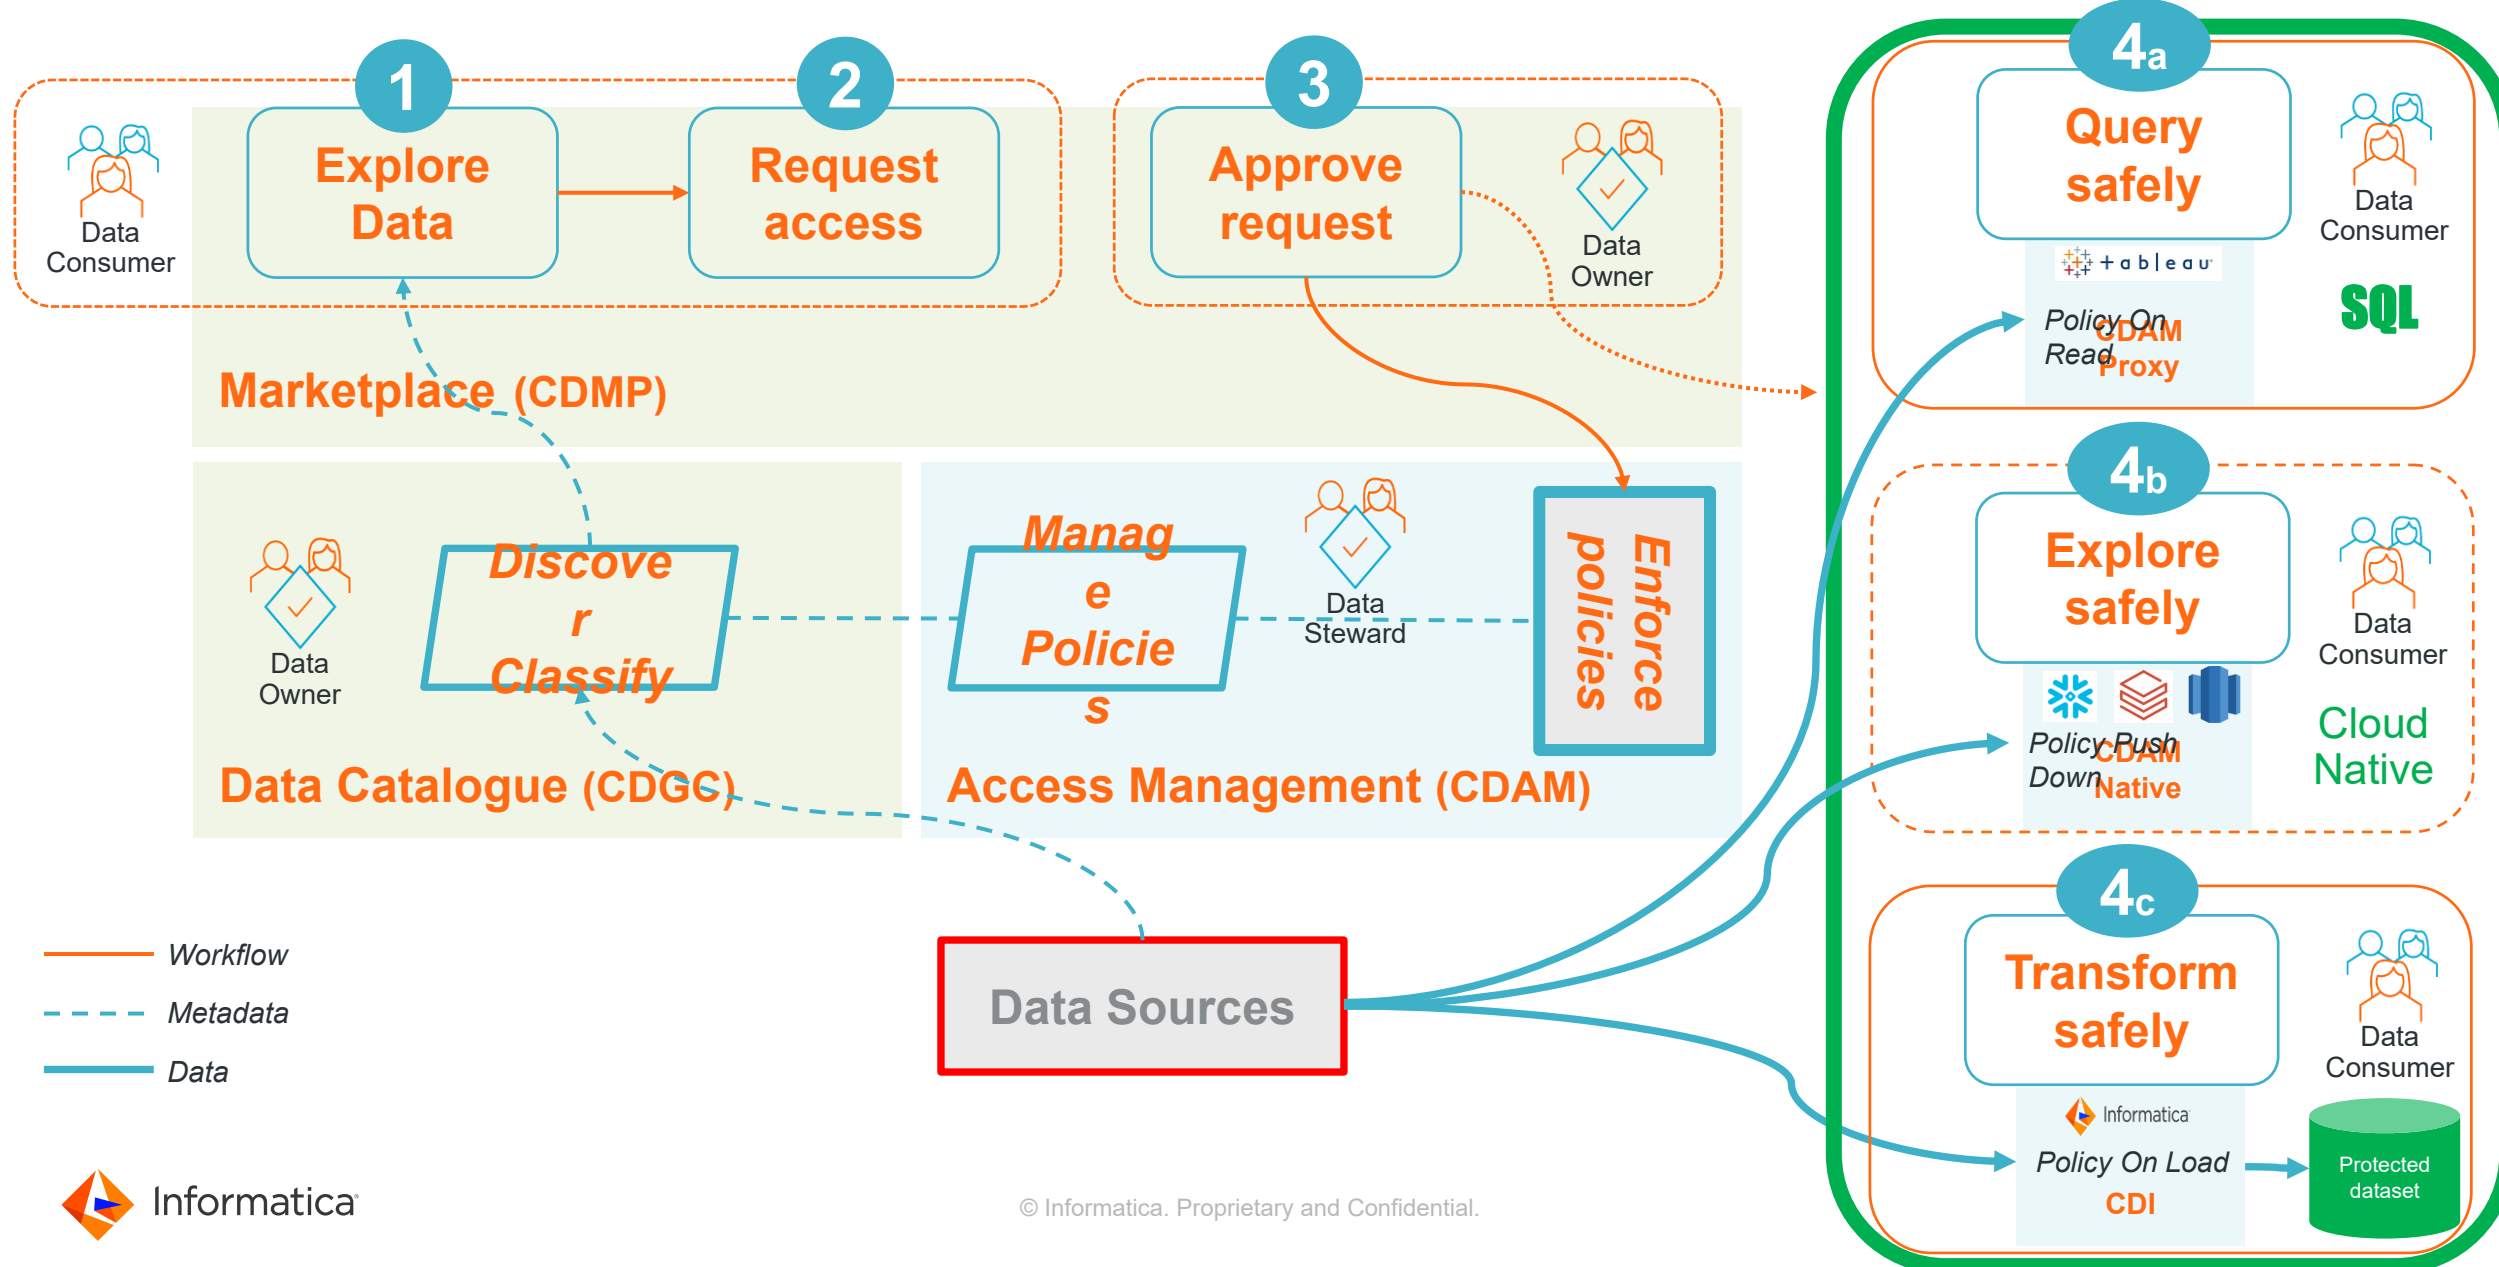 1
Explore
Data
2
Request
access
3
Approve
request
Data
Consumer
Data
Owner
Marketplace (CDMP)
Discove
r
Classify
Data
Owner
Data Catalogue (CDGC)
Manag
e
Policie
s
Data
Steward
Enforce
policies
Access Management (CDAM)
Data Sources
4a
Query
safely
Data
Consumer
+ableau
SQL
Policy On
Read
CDAM
Proxy
4b
Explore
safely
Data
Consumer
Policy Push
Down
CDAM
Native
Cloud
Native
4c
Transform
safely
Data
Consumer
Informatica
Policy On Load
CDI
Protected
dataset
Workflow
Metadata
Data
Informatica
© Informatica. Proprietary and Confidential.